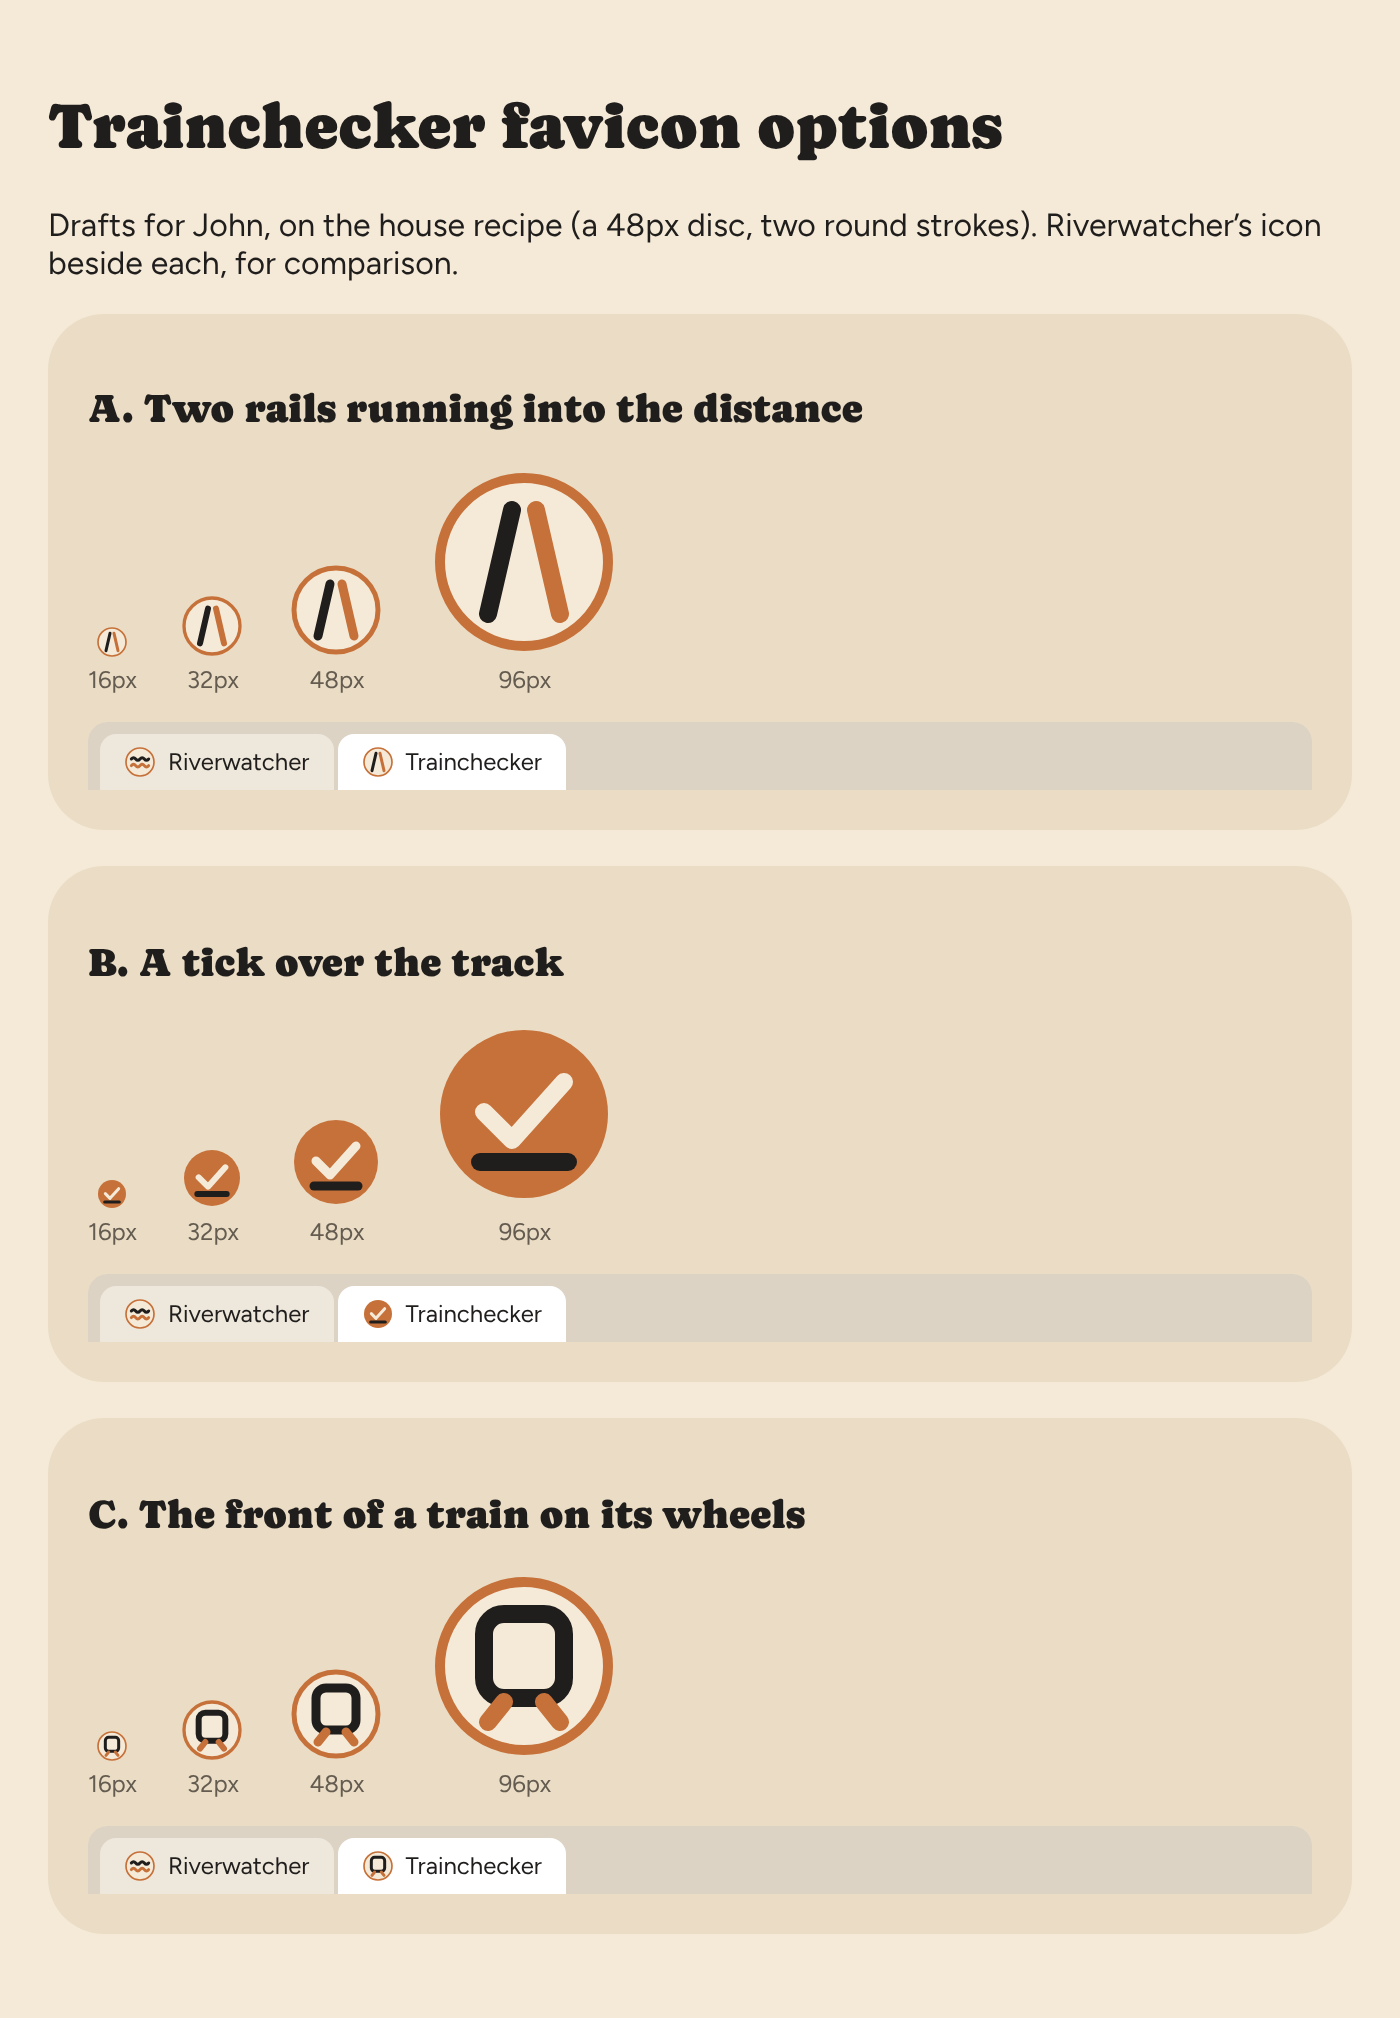 Trainchecker favicon options
Drafts for John, on the house recipe (a 48px disc, two round strokes). Riverwatcher’s icon
beside each, for comparison.
A. Two rails running into the distance
16px 32px 48px 96px
Riverwatcher Trainchecker
B. A tick over the track
16px 32px 48px 96px
Riverwatcher Trainchecker
C. The front of a train on its wheels
16px 32px 48px 96px
Riverwatcher Trainchecker